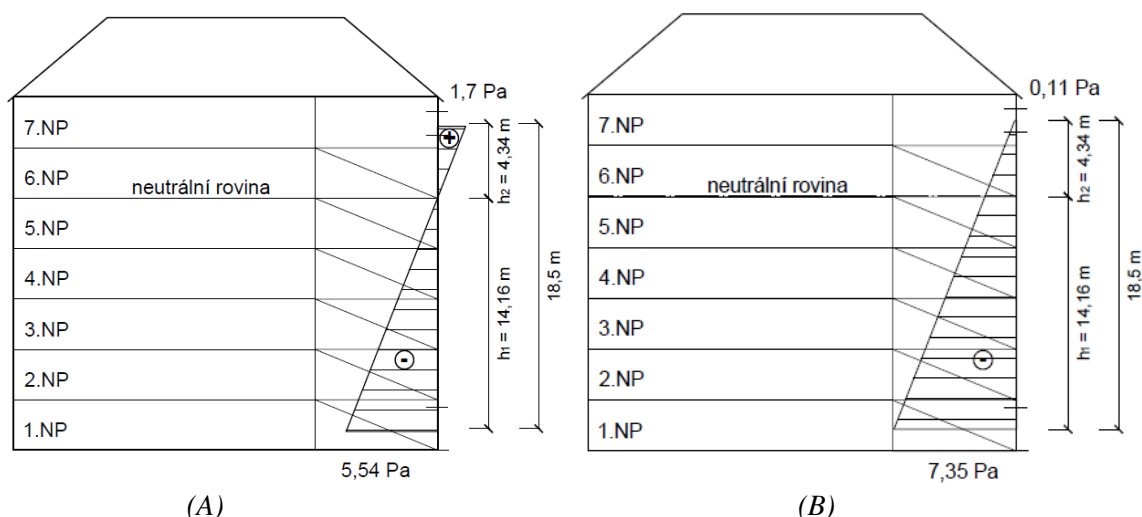 1,7 Pa
7.NP
6.NP
neutrální rovina
5.NP
4.NP
3.NP
2.NP
1.NP
+
-
h2 = 4,34 m
h1 = 14,16 m
18,5 m
5,54 Pa
(A)
0,11 Pa
7.NP
6.NP
neutrální rovina
5.NP
4.NP
3.NP
2.NP
1.NP
-
h2 = 4,34 m
h1 = 14,16 m
18,5 m
7,35 Pa
(B)